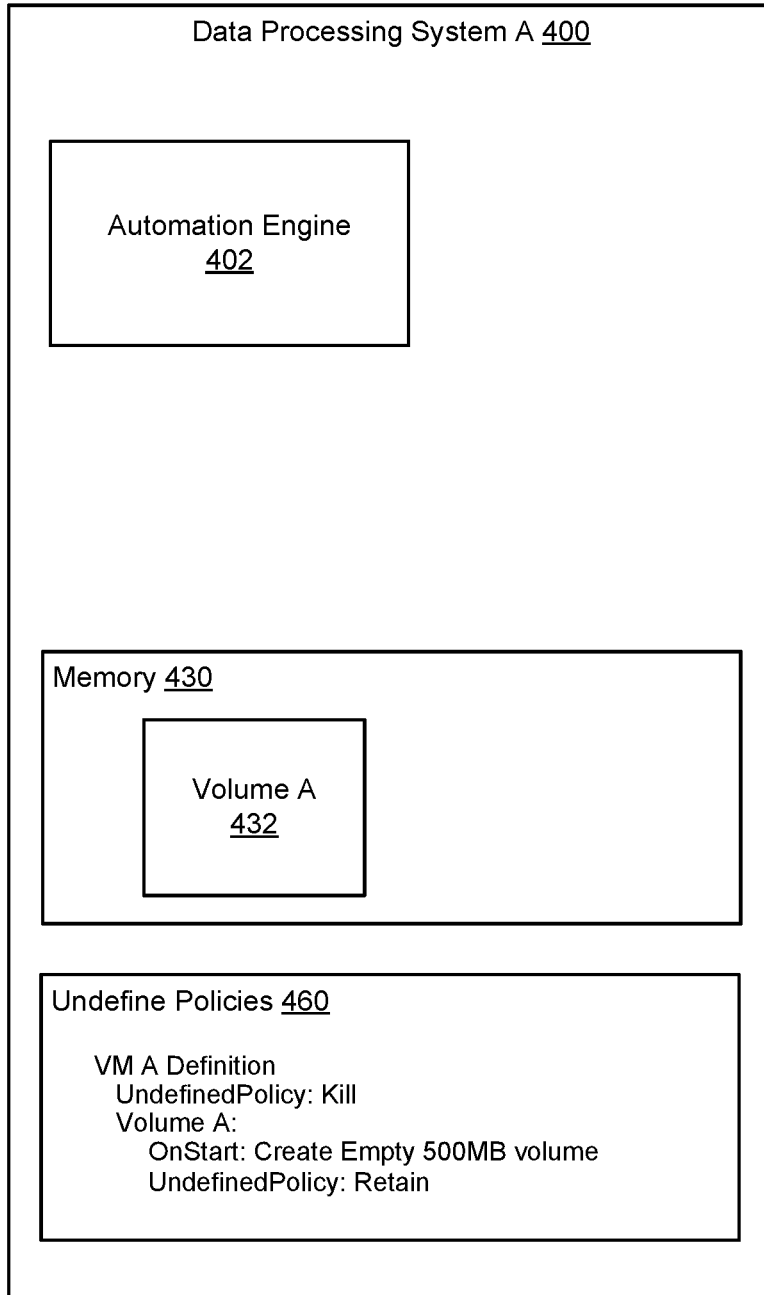 Data Processing System A 400
Automation Engine
402
Memory 430
Volume A
432
Undefine Policies 460
VM A Definition
UndefinedPolicy: Kill
Volume A:
OnStart: Create Empty 500MB volume
UndefinedPolicy: Retain